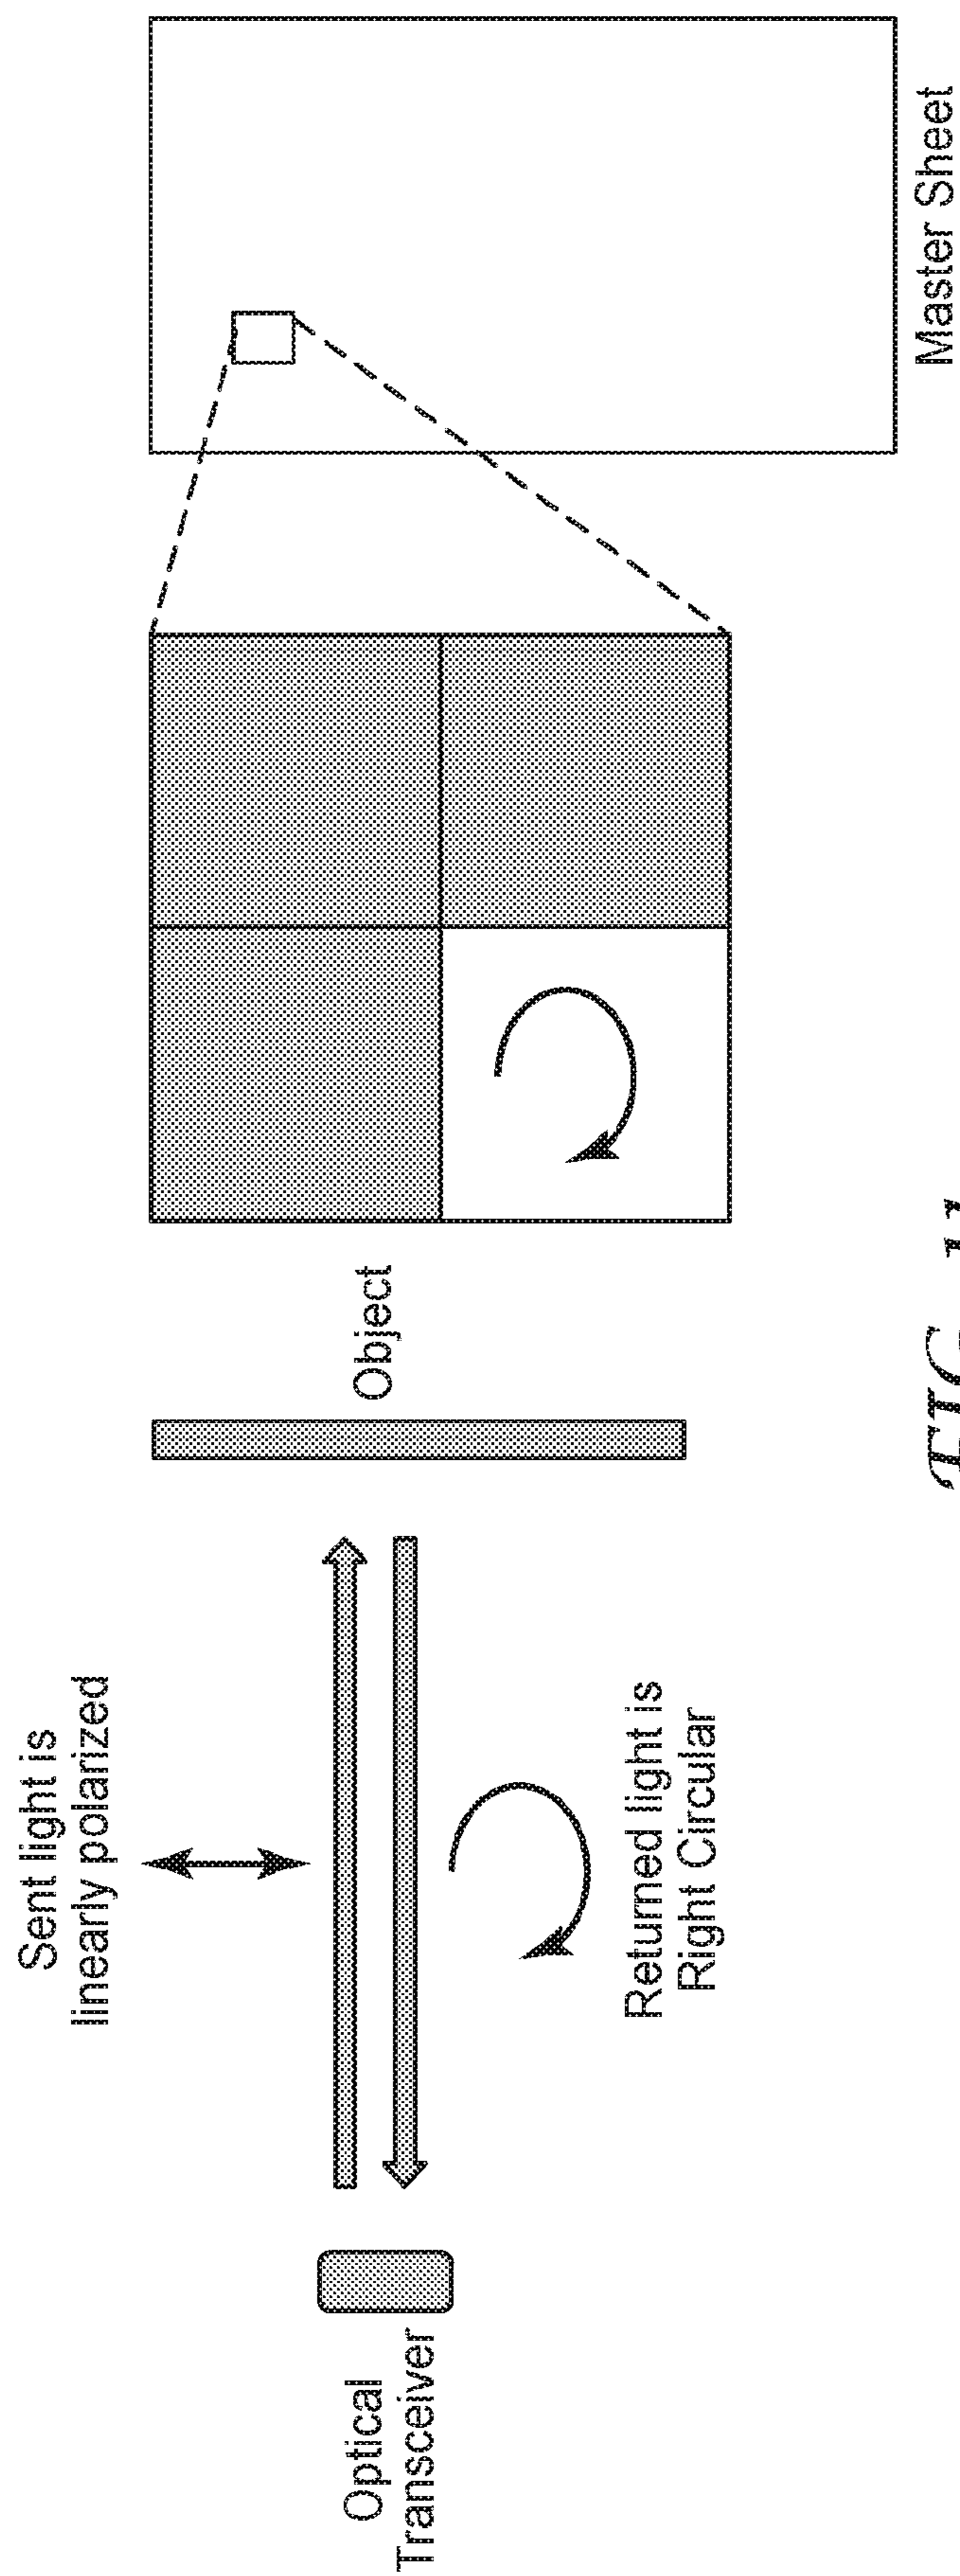 Sent light is
linearly polarized
Optical
Transceiver
Object
Returned light is
Right Circular
Master Sheet